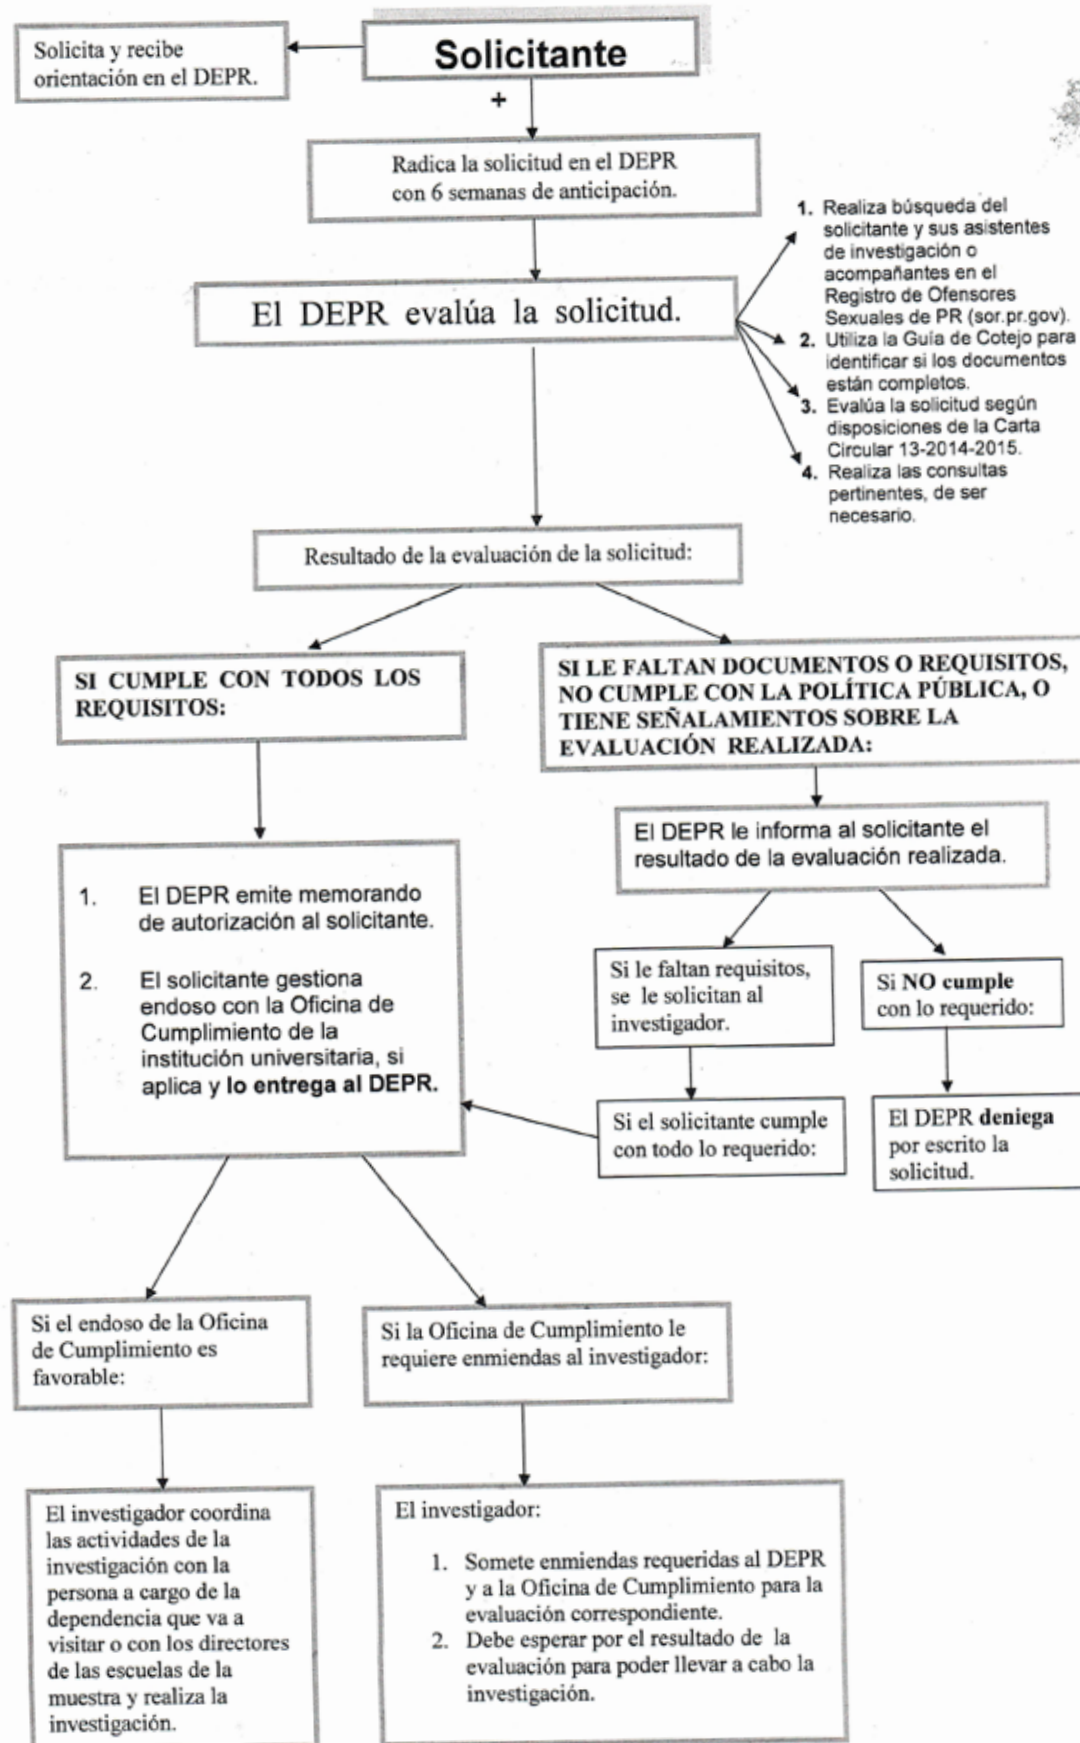 Solicita y recibe
orientación en el DEPR.
Solicitante
+
Radica la solicitud en el DEPR
con 6 semanas de anticipación.
El DEPR evalúa la solicitud.
1. Realiza búsqueda del
solicitante y sus asistentes
de investigación o
acompañantes en el
Registro de Ofensores
Sexuales de PR (sor.pr.gov).
2. Utiliza la Guía de Cotejo para
identificar si los documentos
están completos.
3. Evalúa la solicitud según
disposiciones de la Carta
Circular 13-2014-2015.
4. Realiza las consultas
pertinentes, de ser
necesario.
Resultado de la evaluación de la solicitud:
SI CUMPLE CON TODOS LOS
REQUISITOS:
SI LE FALTAN DOCUMENTOS O REQUISITOS,
NO CUMPLE CON LA POLÍTICA PÚBLICA, O
TIENE SEÑALAMIENTOS SOBRE LA
EVALUACIÓN REALIZADA:
El DEPR le informa al solicitante el
resultado de la evaluación realizada.
1. El DEPR emite memorando
de autorización al solicitante.
2. El solicitante gestiona
endoso con la Oficina de
Cumplimiento de la
institución universitaria, si
aplica y lo entrega al DEPR.
Si le faltan requisitos,
se le solicitan al
investigador.
Si NO cumple
con lo requerido:
Si el solicitante cumple
con todo lo requerido:
El DEPR deniega
por escrito la
solicitud.
Si el endoso de la Oficina
de Cumplimiento es
favorable:
Si la Oficina de Cumplimiento le
requiere enmiendas al investigador:
El investigador coordina
las actividades de la
investigación con la
persona a cargo de la
dependencia que va a
visitar o con los directores
de las escuelas de la
muestra y realiza la
investigación.
El investigador:
1. Somete enmiendas requeridas al DEPR
y a la Oficina de Cumplimiento para la
evaluación correspondiente.
2. Debe esperar por el resultado de la
evaluación para poder llevar a cabo la
investigación.